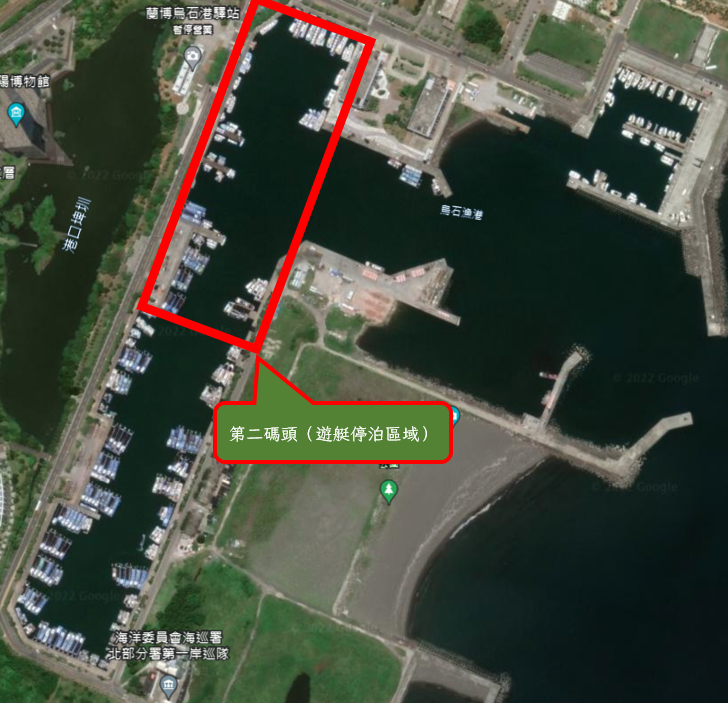 蘭博烏石港驛站
暫停營業
陽博物館
層
© 2022 Google
港口埤圳
烏石漁港
2022 Google
© 2022 Google
第二碼頭（遊艇停泊區域）
© 2022 Google
2022 Google
海洋委員會海巡署
北部分署第一岸巡隊